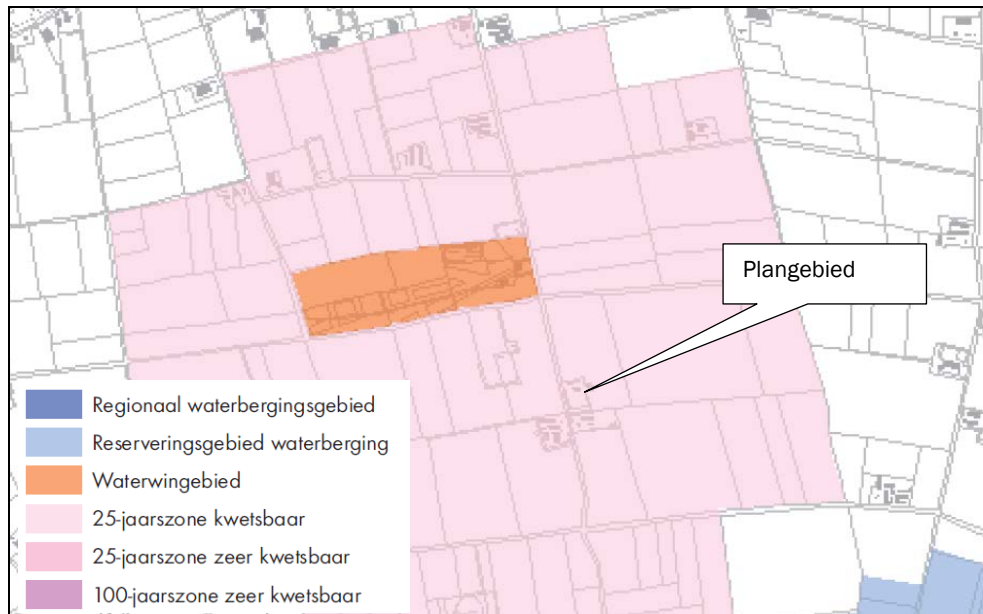 Plangebied
Regionaal waterbergingsgebied
Reserveringsgebied waterberging
Waterwingebied
25-jaarszone kwetsbaar
25-jaarszone zeer kwetsbaar
100-jaarszone zeer kwetsbaar